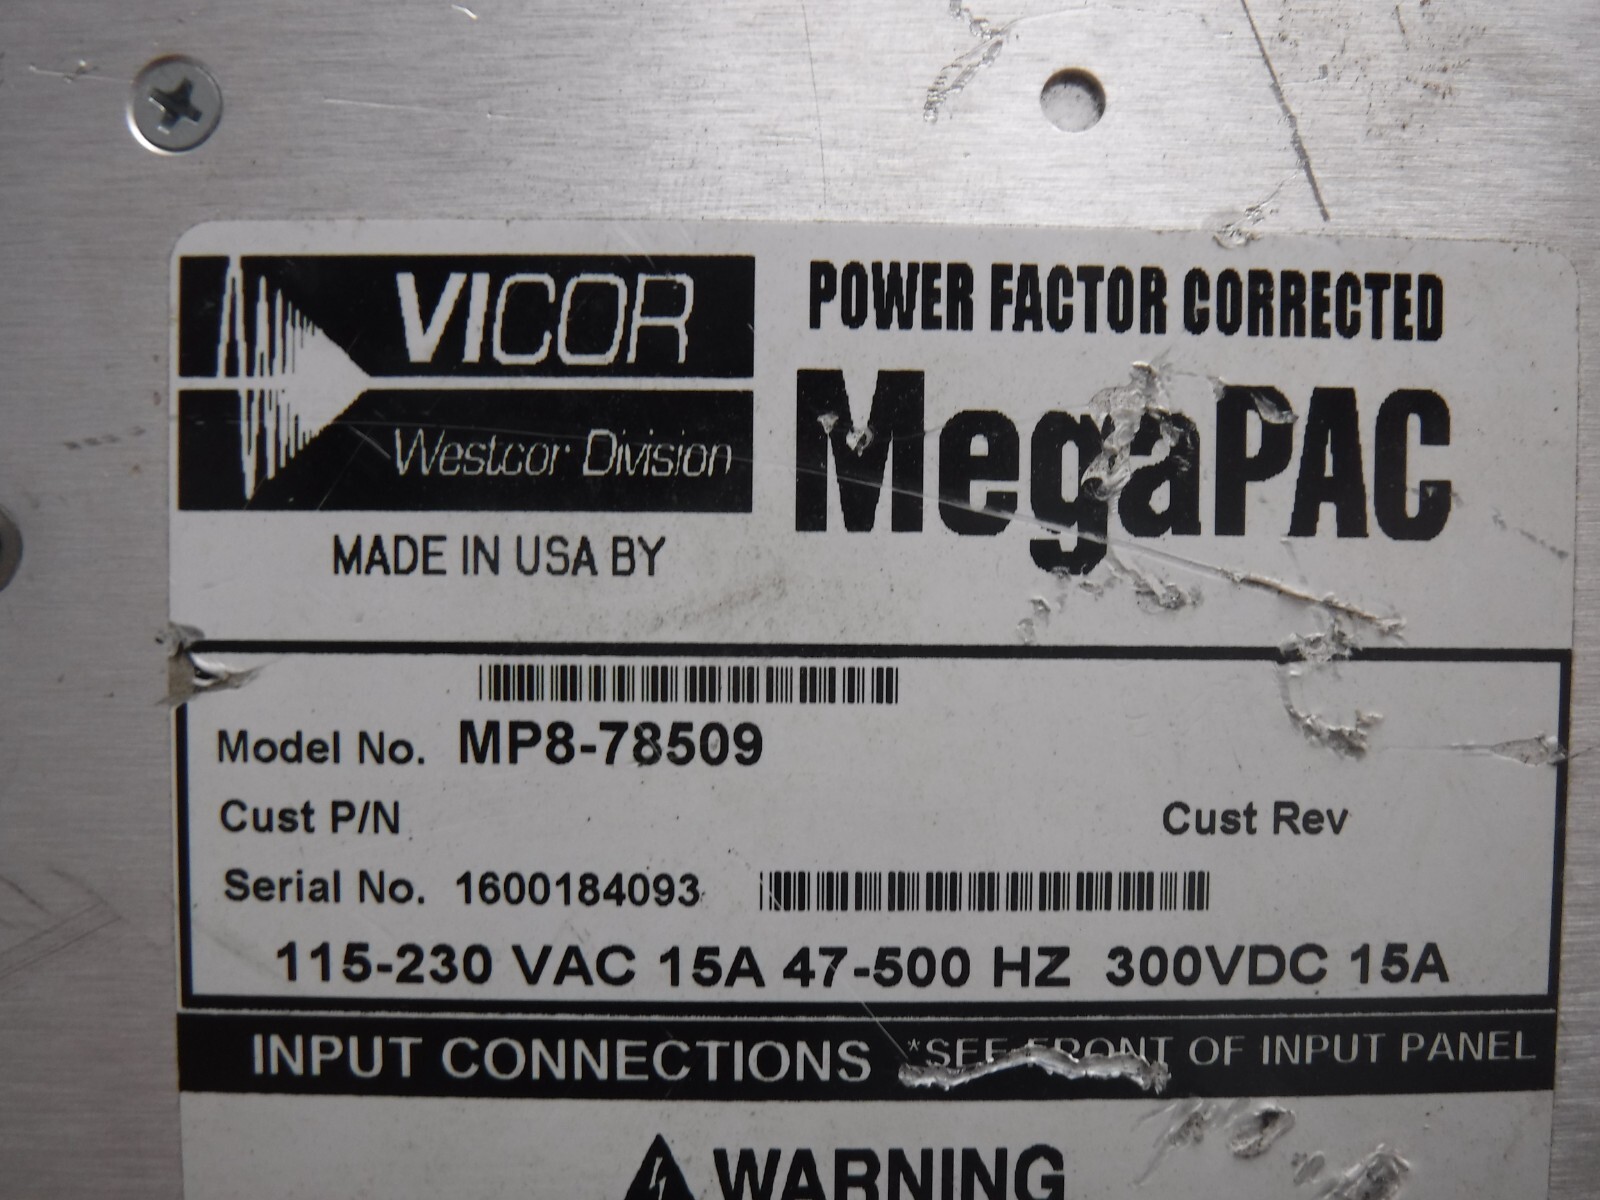 VICOR
Westcor Division
MADE IN USA BY
POWER FACTOR CORRECTED
MegaPAC
Model No. MP8-78509
Cust P/N Cust Rev
Serial No. 1600184093
115-230 VAC 15A 47-500 HZ 300VDC 15A
INPUT CONNECTIONS *SEE FRONT OF INPUT PANEL
WARNING